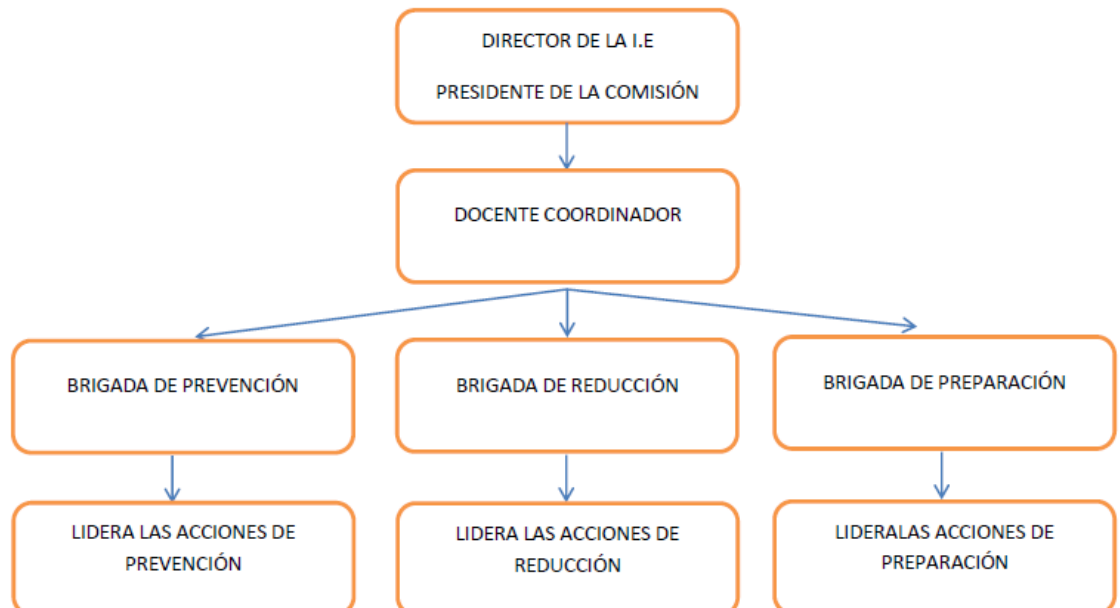 DIRECTOR DE LA I.E
PRESIDENTE DE LA COMISIÓN
DOCENTE COORDINADOR
BRIGADA DE PREVENCIÓN
BRIGADA DE REDUCCIÓN
BRIGADA DE PREPARACIÓN
LIDERA LAS ACCIONES DE
PREVENCIÓN
LIDERA LAS ACCIONES DE
REDUCCIÓN
LIDERALAS ACCIONES DE
PREPARACIÓN